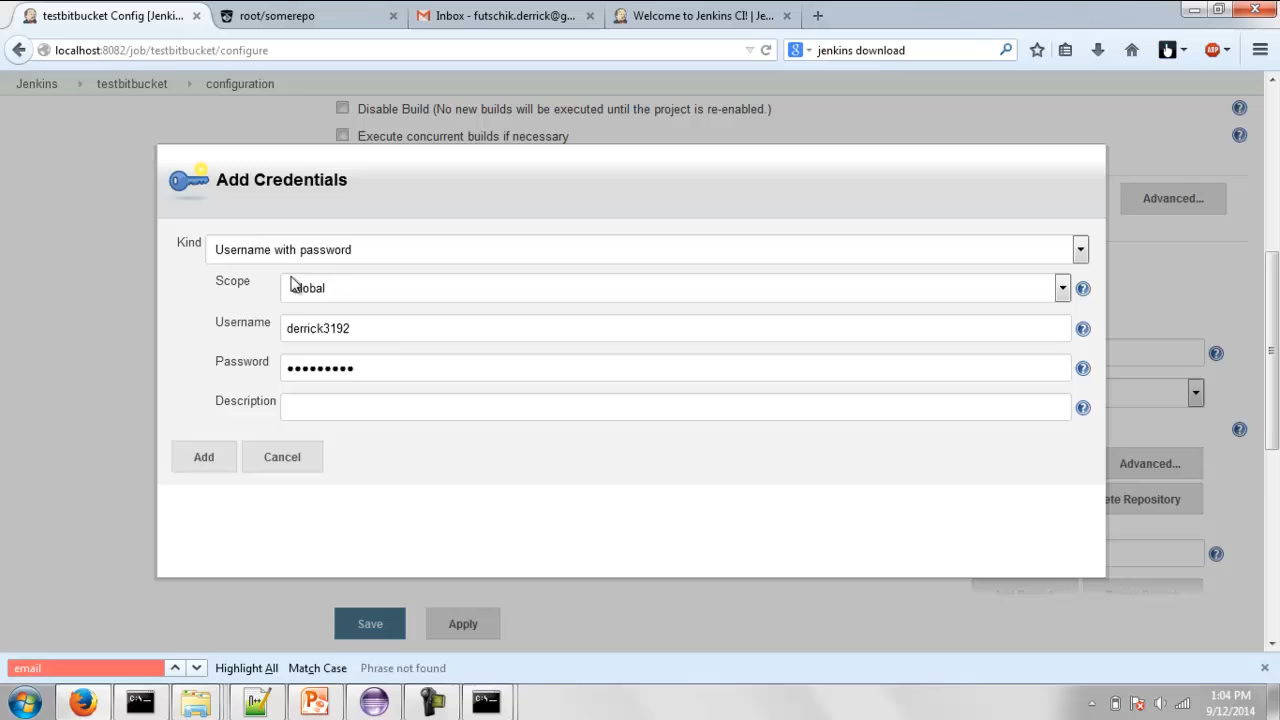 testbitbucket Config [Jenki...
root/somerepo
Inbox - futschik.derrick@g...
Welcome to Jenkins CI! | Je...
localhost:8082/job/testbitbucket/configure
jenkins download
Jenkins
testbitbucket
configuration
Disable Build (No new builds will be executed until the project is re-enabled.)
Execute concurrent builds if necessary
Add Credentials
Advanced...
Kind
Username with password
Scope
Global
Username
derrick3192
Password
•••••••••
Description
Add
Cancel
Advanced...
ete Repository
Save
Apply
email
Highlight All
Match Case
Phrase not found
1:04 PM
9/12/2014